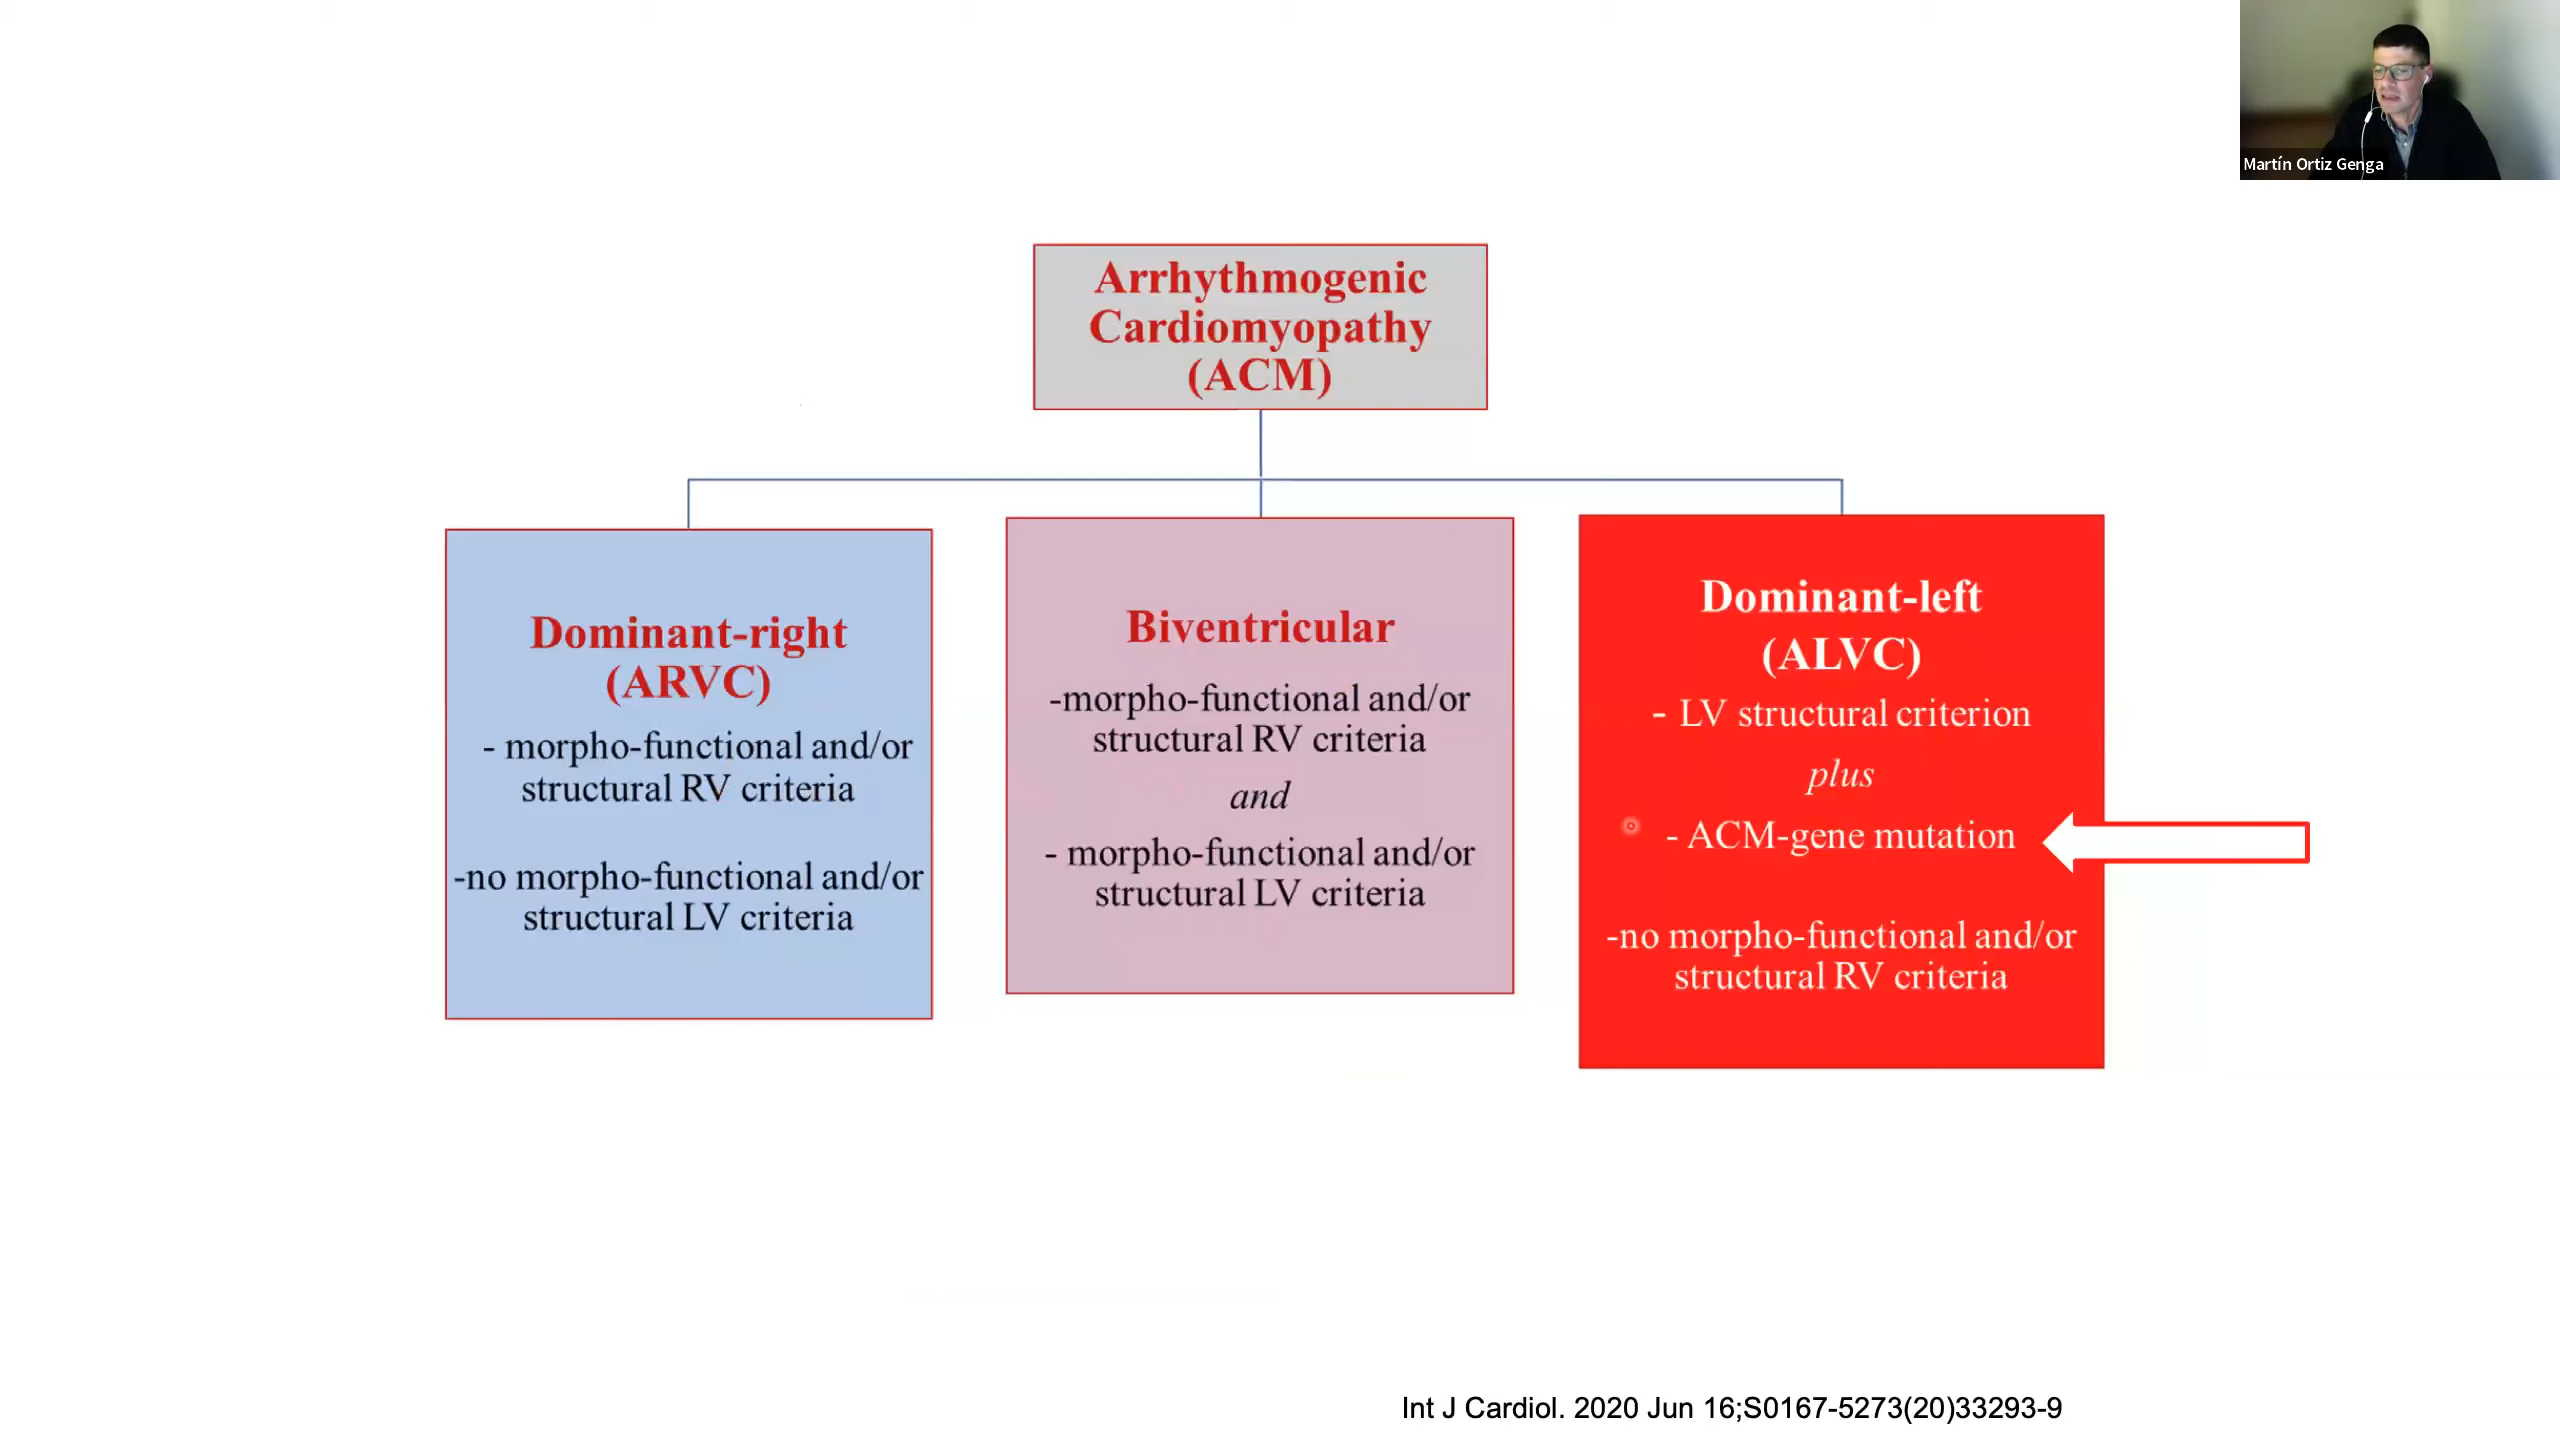 Martín Ortiz Genga
Arrhythmogenic
Cardiomyopathy
(ACM)
Dominant-right
(ARVC)
- morpho-functional and/or
structural RV criteria
-no morpho-functional and/or
structural LV criteria
Biventricular
-morpho-functional and/or
structural RV criteria
and
- morpho-functional and/or
structural LV criteria
Dominant-left
(ALVC)
- LV structural criterion
plus
- ACM-gene mutation
-no morpho-functional and/or
structural RV criteria
Int J Cardiol. 2020 Jun 16;S0167-5273(20)33293-9